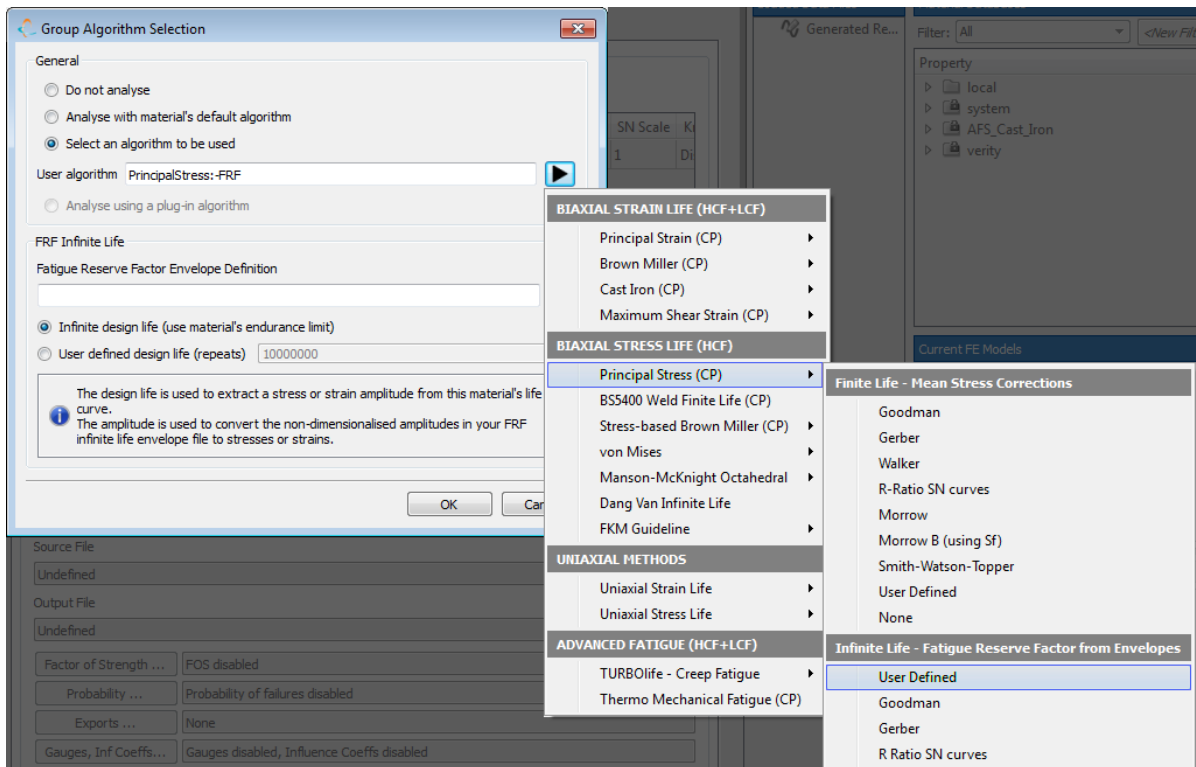 Group Algorithm Selection
General
Do not analyse
Analyse with material's default algorithm
Select an algorithm to be used
User algorithm PrincipalStress:-FRF
Analyse using a plug-in algorithm
FRF Infinite Life
Fatigue Reserve Factor Envelope Definition
Infinite design life (use material's endurance limit)
User defined design life (repeats) 10000000
The design life is used to extract a stress or strain amplitude from this material's life
curve.
The amplitude is used to convert the non-dimensionalised amplitudes in your FRF
infinite life envelope file to stresses or strains.
OK
Source File
Undefined
Output File
Undefined
Factor of Strength ... FOS disabled
Probability ... Probability of failures disabled
Exports ... None
Gauges, Inf Coeffs... Gauges disabled, Influence Coeffs disabled
SN Scale
1
BIAXIAL STRAIN LIFE (HCF+LCF)
Principal Strain (CP)
Brown Miller (CP)
Cast Iron (CP)
Maximum Shear Strain (CP)
BIAXIAL STRESS LIFE (HCF)
Principal Stress (CP)
BS5400 Weld Finite Life (CP)
Stress-based Brown Miller (CP)
von Mises
Manson-McKnight Octahedral
Dang Van Infinite Life
FKM Guideline
UNIAXIAL METHODS
Uniaxial Strain Life
Uniaxial Stress Life
ADVANCED FATIGUE (HCF+LCF)
TURBOlife - Creep Fatigue
Thermo Mechanical Fatigue (CP)
Generated Re...
Filter: All <New Filt
Property
local
system
AFS_Cast_Iron
verity
Current FE Models
Finite Life - Mean Stress Corrections
Goodman
Gerber
Walker
R-Ratio SN curves
Morrow
Morrow B (using Sf)
Smith-Watson-Topper
User Defined
None
Infinite Life - Fatigue Reserve Factor from Envelopes
User Defined
Goodman
Gerber
R Ratio SN curves